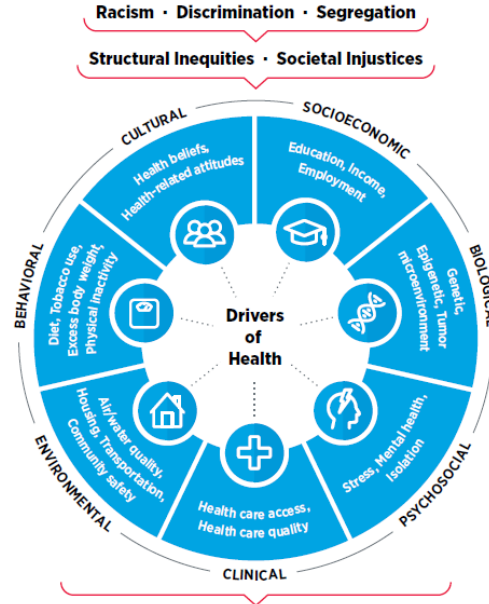 Racism · Discrimination · Segregation
Structural Inequities · Societal Injustices
CULTURAL
Health beliefs,
Health-related attitudes
SOCIOECONOMIC
Education, Income,
Employment
BIOLOGICAL
Genetic,
Epigenetic, Tumor
microenvironment
PSYCHOSOCIAL
Stress, Mental health,
Isolation
CLINICAL
Health care access,
Health care quality
ENVIRONMENTAL
Air/water quality,
Housing, Transportation,
Community safety
BEHAVIORAL
Diet, Tobacco use,
Excess body weight,
Physical inactivity
Drivers
of
Health